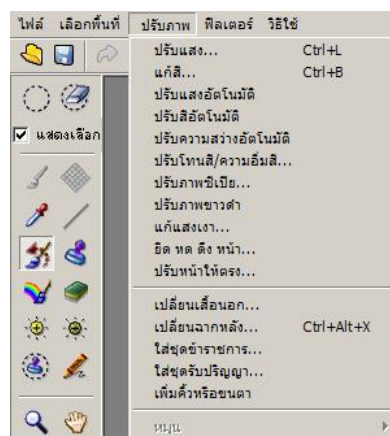 ไฟล์ เลือกพื้นที่ ปรับภาพ ฟิลเตอร์ วิธีใช้
ปรับแสง... Ctrl+L
แก้สี... Ctrl+B
ปรับแสงอัตโนมัติ
ปรับสีอัตโนมัติ
แสดงเลือก
ปรับความสว่างอัตโนมัติ
ปรับโทนสี/ความอิ่มสี...
ปรับภาพซีเปีย...
ปรับภาพขาวดำ
แก้แสงเงา...
ยืด หด ดึง หน้า...
ปรับหน้าให้ตรง...
เปลี่ยนเสื้อนอก...
เปลี่ยนฉากหลัง... Ctrl+Alt+X
ใส่ชุดข้าราชการ...
ใส่ชุดรับปริญญา...
เพิ่มคิ้วหรือขนตา
หมุน